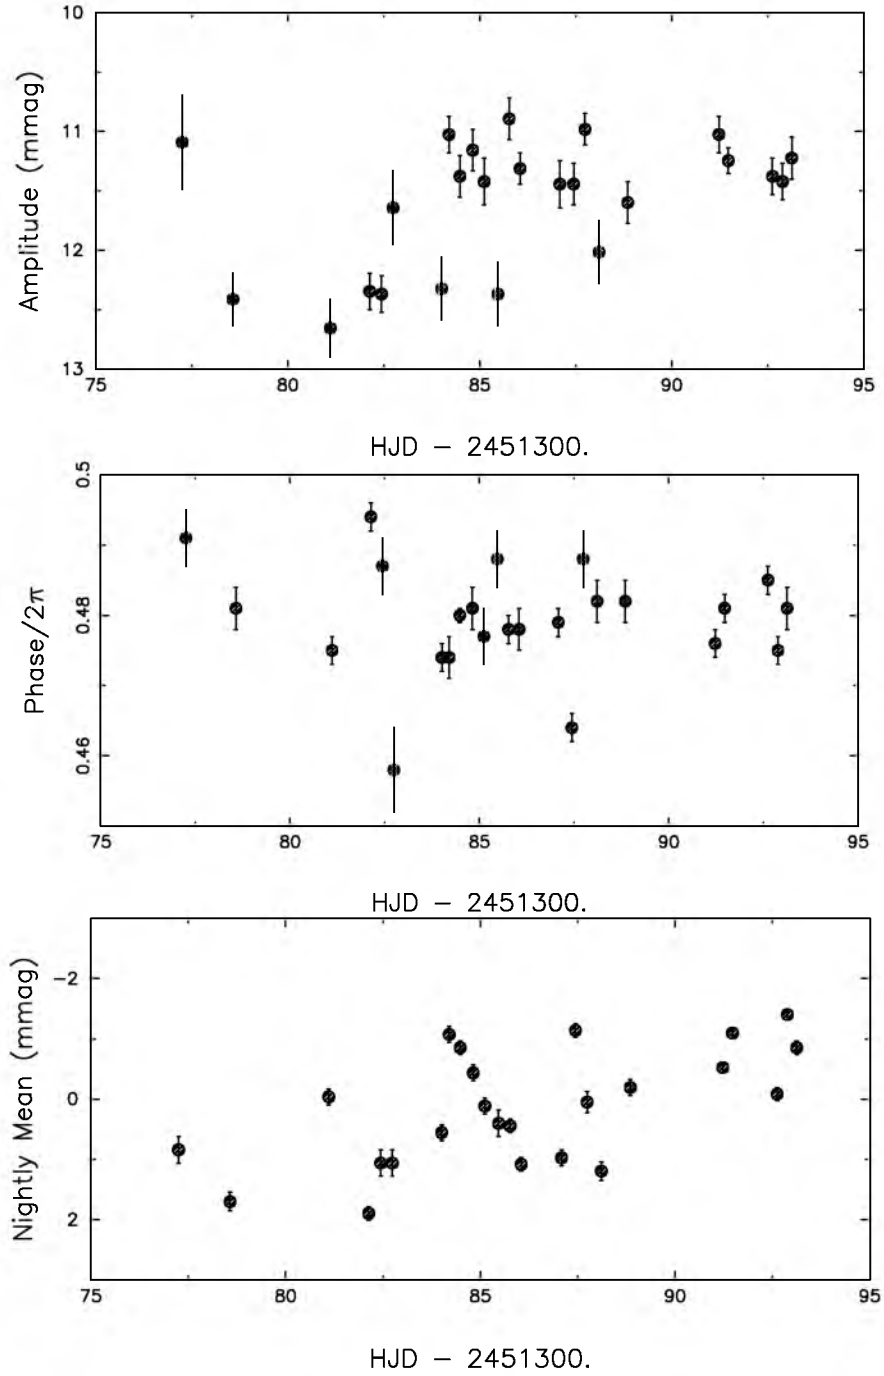 Amplitude (mmag)
10
11
12
13
75 80 85 90 95
HJD – 2451300.
Phase/2π
0.5
0.48
0.46
75 80 85 90 95
HJD – 2451300.
Nightly Mean (mmag)
−2
0
2
75 80 85 90 95
HJD – 2451300.